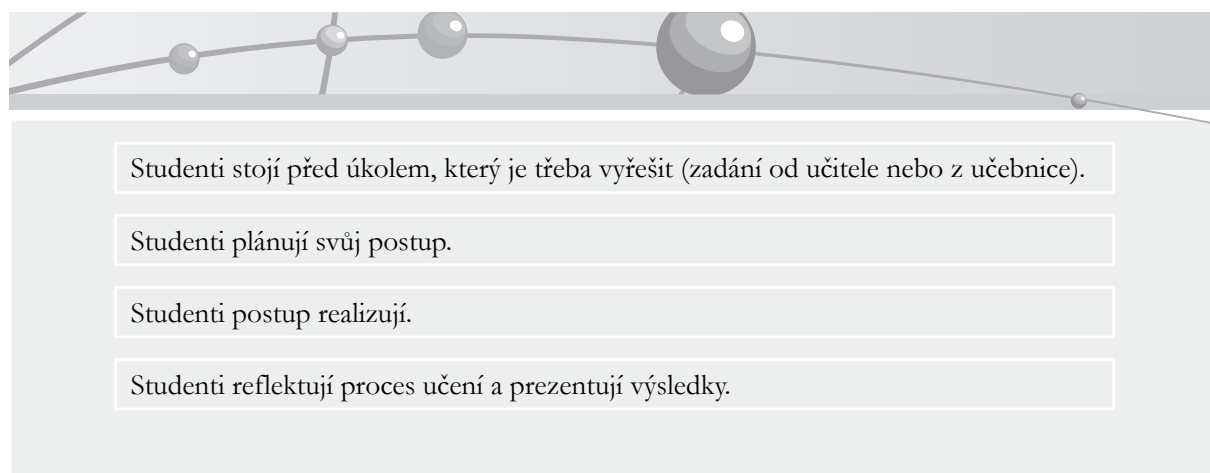 Studenti stojí před úkolem, který je třeba vyřešit (zadání od učitele nebo z učebnice).
Studenti plánují svůj postup.
Studenti postup realizují.
Studenti reflektují proces učení a prezentují výsledky.